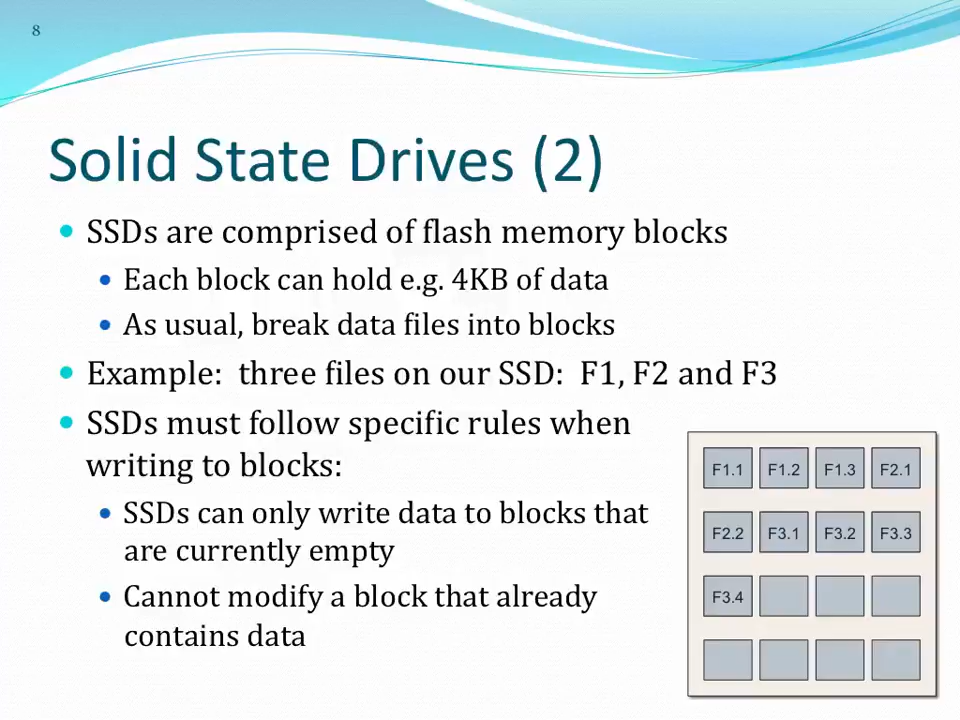 8
Solid State Drives (2)
SSDs are comprised of flash memory blocks
Each block can hold e.g. 4KB of data
As usual, break data files into blocks
Example: three files on our SSD: F1, F2 and F3
SSDs must follow specific rules when
writing to blocks:
SSDs can only write data to blocks that
are currently empty
Cannot modify a block that already
contains data
F1.1 F1.2 F1.3 F2.1
F2.2 F3.1 F3.2 F3.3
F3.4